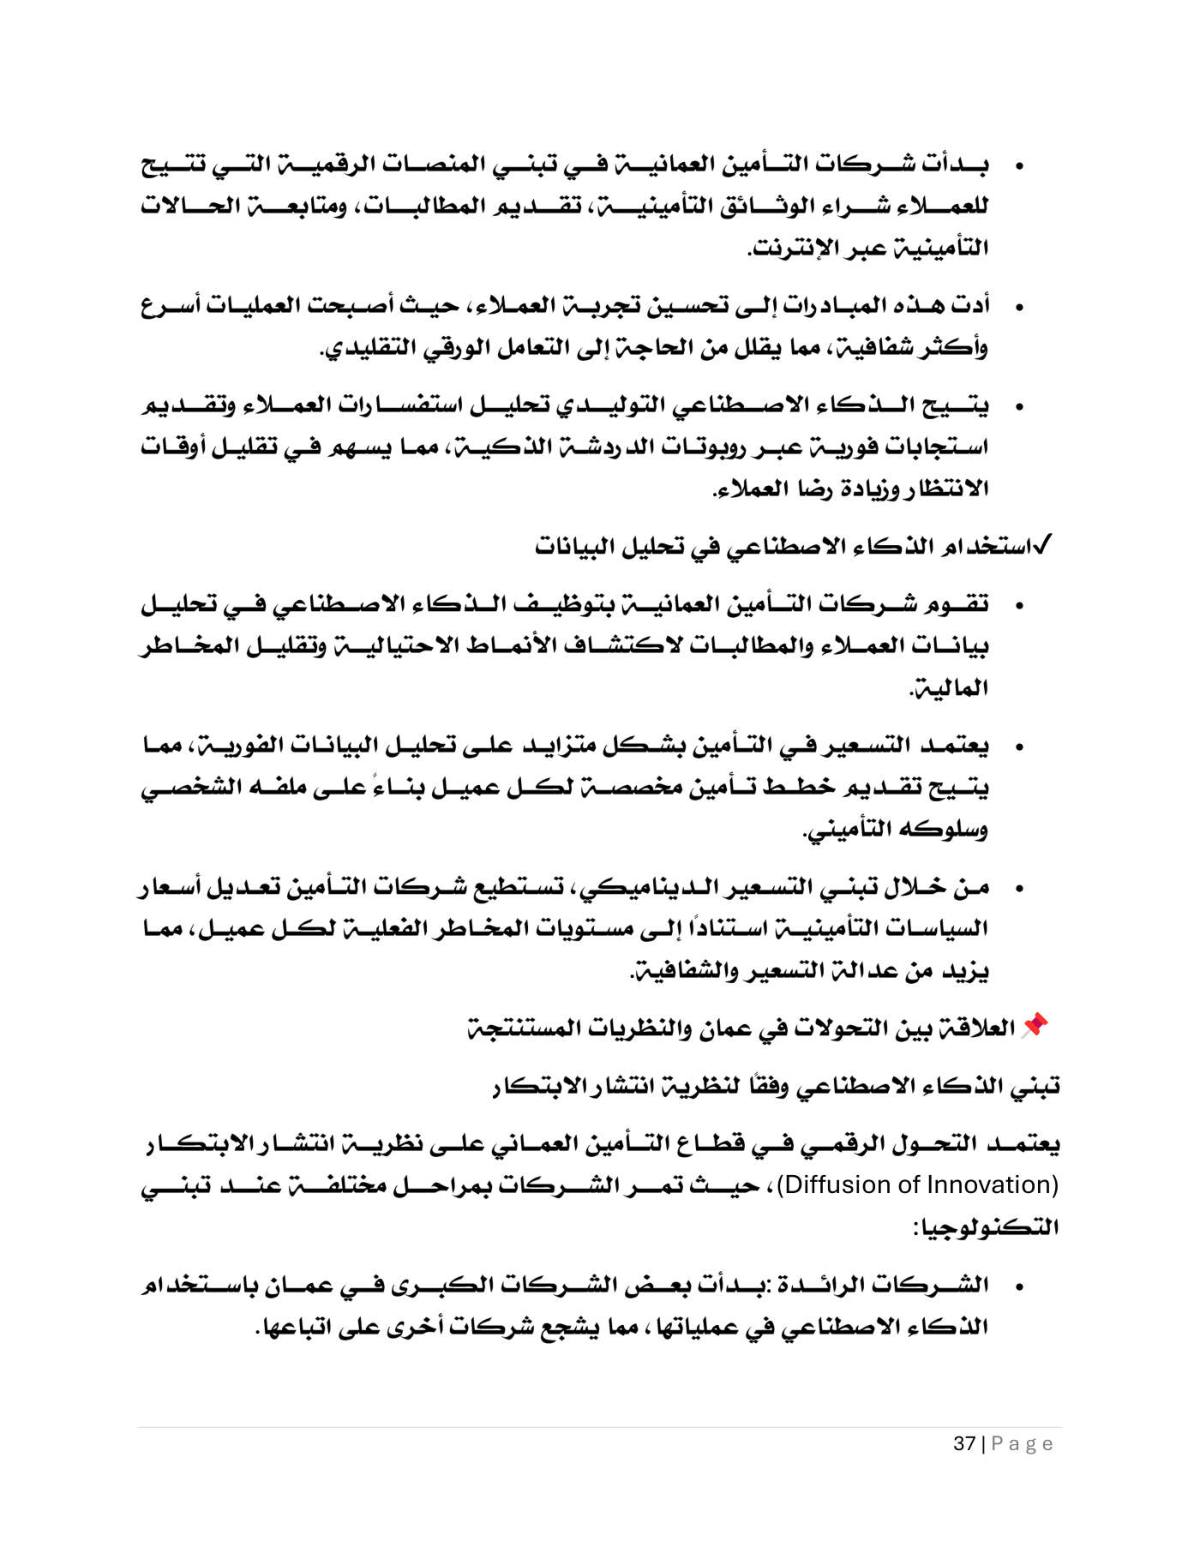 • بدأت شركات التأمين العمانية في تبني المنصات الرقمية التي تتيح
للعملاء شراء الوثائق التأمينية، تقديم المطالبات، ومتابعة الحالات
التأمينية عبر الإنترنت.
• أدت هذه المبادرات إلى تحسين تجربة العملاء، حيث أصبحت العمليات أسرع
وأكثر شفافية، مما يقلل من الحاجة إلى التعامل الورقي التقليدي.
• يتيح الذكاء الاصطناعي التوليدي تحليل استفسارات العملاء وتقديم
استجابات فورية عبر روبوتات الدردشة الذكية، مما يسهم في تقليل أوقات
الانتظار وزيادة رضا العملاء.
✓استخدام الذكاء الاصطناعي في تحليل البيانات
• تقوم شركات التأمين العمانية بتوظيف الذكاء الاصطناعي في تحليل
بيانات العملاء والمطالبات لاكتشاف الأنماط الاحتيالية وتقليل المخاطر
المالية.
• يعتمد التسعير في التأمين بشكل متزايد على تحليل البيانات الفورية، مما
يتيح تقديم خطط تأمين مخصصة لكل عميل بناءً على ملفه الشخصي
وسلوكه التأميني.
• من خلال تبني التسعير الديناميكي، تستطيع شركات التأمين تعديل أسعار
السياسات التأمينية استنادًا إلى مستويات المخاطر الفعلية لكل عميل، مما
يزيد من عدالة التسعير والشفافية.
📌 العلاقة بين التحولات في عمان والنظريات المستنتجة
تبني الذكاء الاصطناعي وفقًا لنظرية انتشار الابتكار
يعتمد التحول الرقمي في قطاع التأمين العماني على نظرية انتشار الابتكار
(Diffusion of Innovation)، حيث تمر الشركات بمراحل مختلفة عند تبني
التكنولوجيا:
• الشركات الرائدة :بدأت بعض الشركات الكبرى في عمان باستخدام
الذكاء الاصطناعي في عملياتها، مما يشجع شركات أخرى على اتباعها.
37 | Page